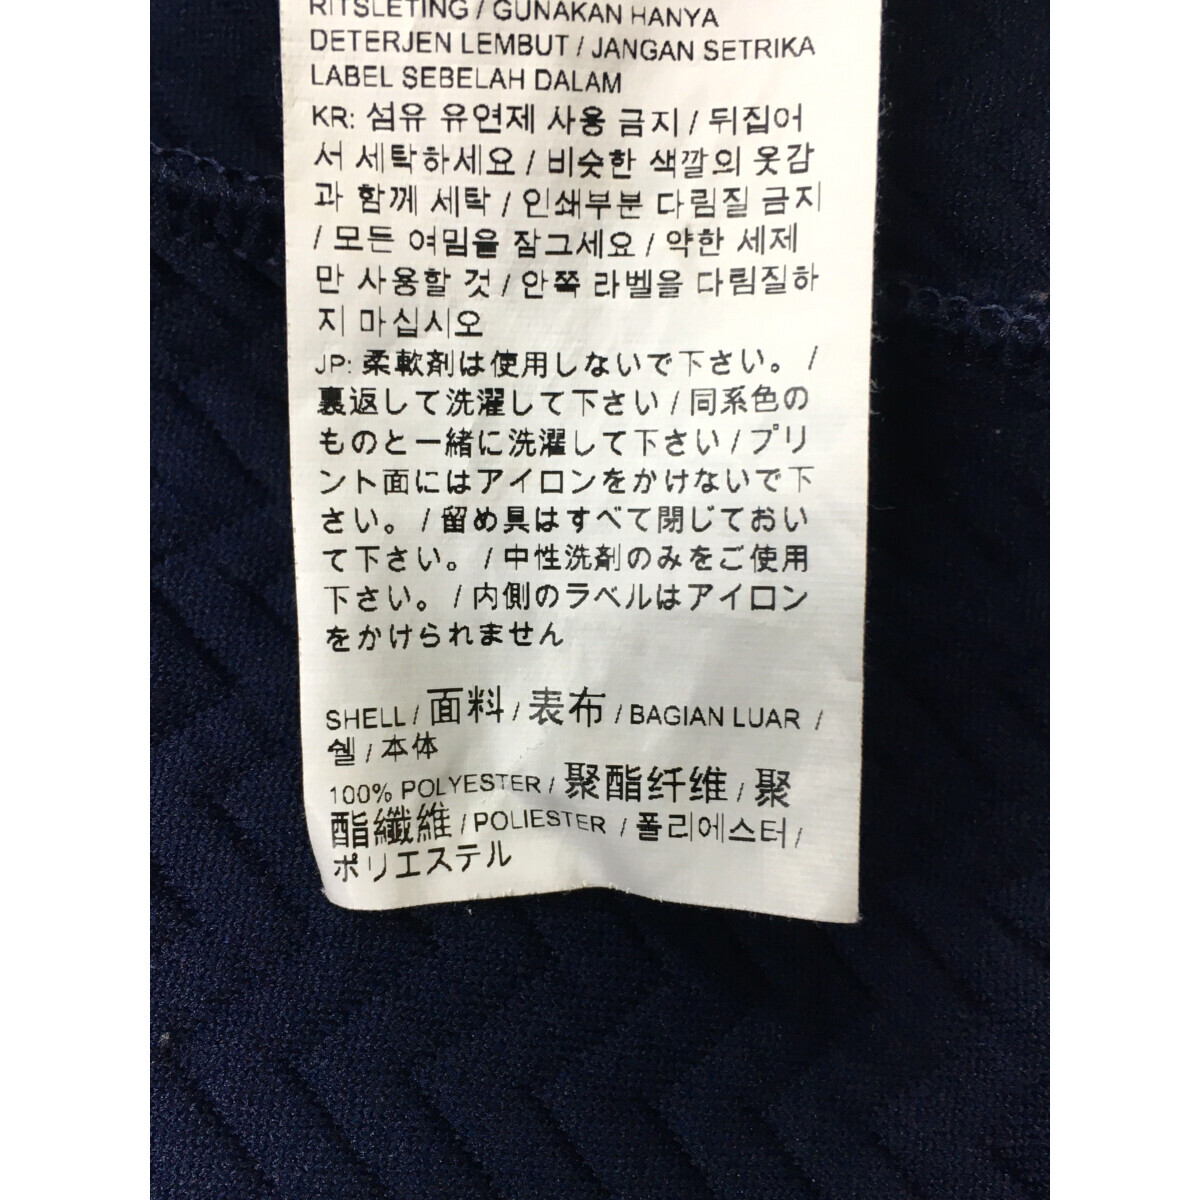 RITSLETING / GUNAKAN HANYA
DETERJEN LEMBUT / JANGAN SETRIKA
LABEL SEBELAH DALAM
KR: 섬유 유연제 사용 금지 / 뒤집어
서 세탁하세요 / 비슷한 색깔의 옷감
과 함께 세탁 / 인쇄부분 다림질 금지
/ 모든 여밈을 잠그세요 / 약한 세제
만 사용할 것 / 안쪽 라벨을 다림질하
지 마십시오
JP: 柔軟剤は使用しないで下さい。 /
裏返して洗濯して下さい / 同系色の
ものと一緒に洗濯して下さい / プリ
ント面にはアイロンをかけないで下
さい。 / 留め具はすべて閉じておい
て下さい。 / 中性洗剤のみをご使用
下さい。 / 内側のラベルはアイロン
をかけられません
SHELL / 面料 / 表布 / BAGIAN LUAR /
쉘 / 本体
100% POLYESTER / 聚酯纤维 / 聚
酯纖維 / POLIESTER / 폴리에스터 /
ポリエステル